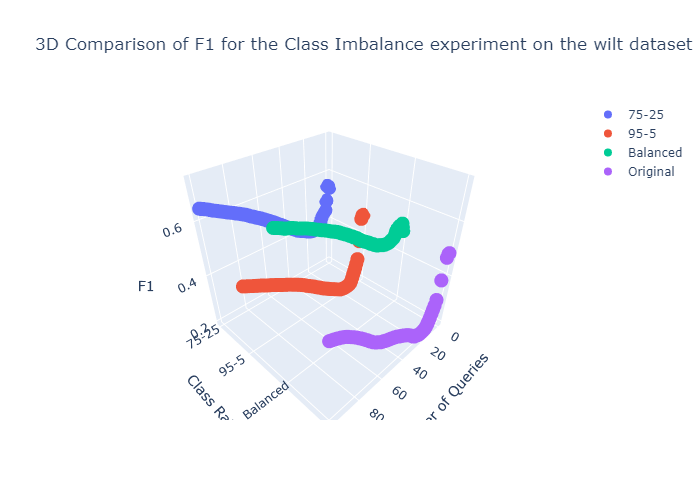 3D Comparison of F1 for the Class Imbalance experiment on the wilt dataset
75-25
95-5
Balanced
Original
F1
0.6
0.4
0.2
75-25
95-5
Balanced
Class Ra
0
20
40
60
80
er of Queries